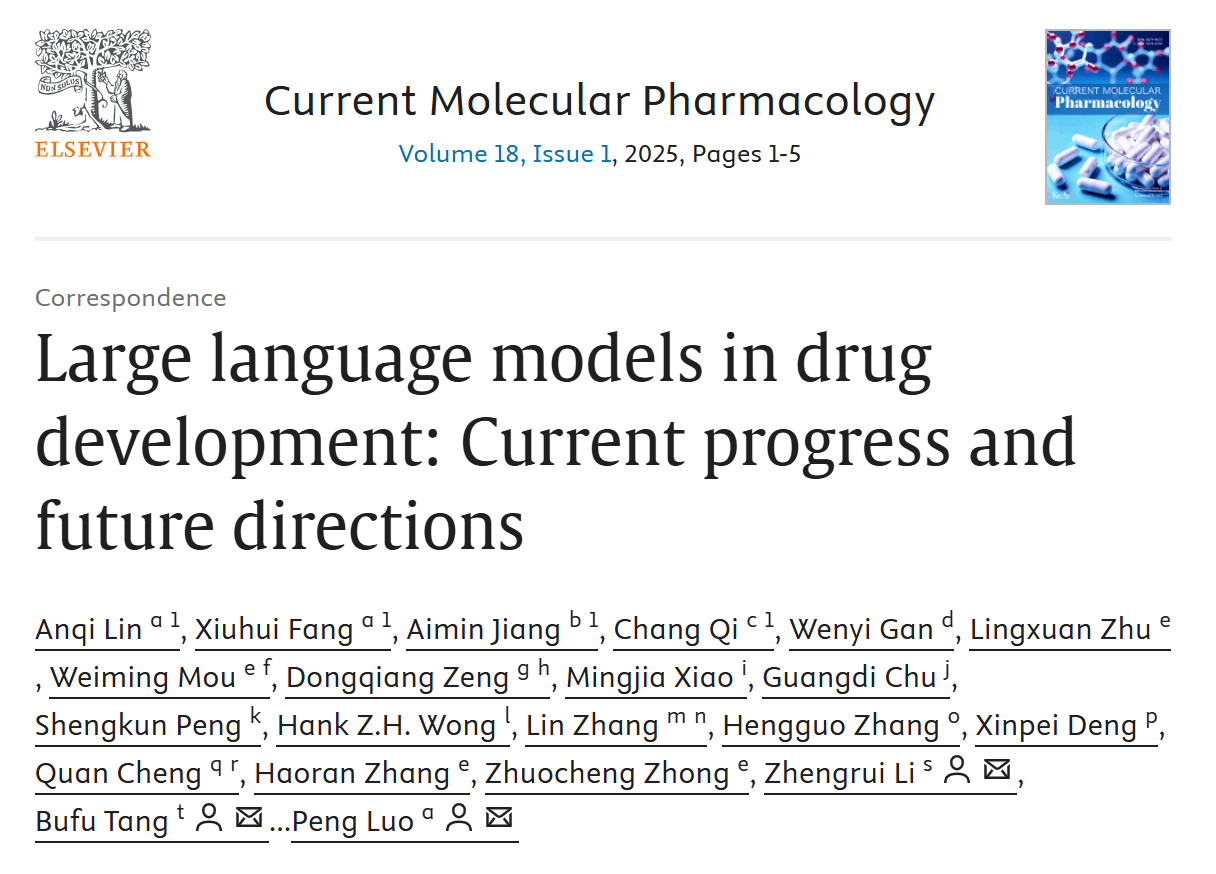 NON SOLUS
ELSEVIER
Current Molecular Pharmacology
Volume 18, Issue 1, 2025, Pages 1-5
CURRENT MOLECULAR
Pharmacology
Correspondence
Large language models in drug
development: Current progress and
future directions
Anqi Lin a 1, Xiuhui Fang a 1, Aimin Jiang b 1, Chang Qi c 1, Wenyi Gan d, Lingxuan Zhu e
, Weiming Mou e f, Dongqiang Zeng g h, Mingjia Xiao i, Guangdi Chu j,
Shengkun Peng k, Hank Z.H. Wong l, Lin Zhang m n, Hengguo Zhang o, Xinpei Deng p,
Quan Cheng q r, Haoran Zhang e, Zhuocheng Zhong e, Zhengrui Li s,
Bufu Tang t ...Peng Luo a